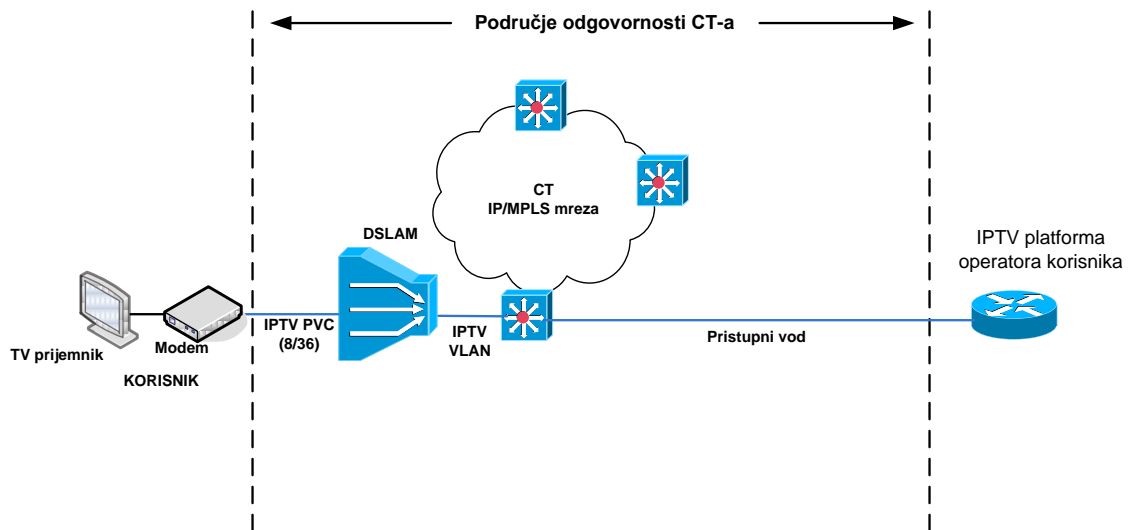 Područje odgovornosti CT-a
CT
IP/MPLS mreza
DSLAM
IPTV platforma
operatora korisnika
IPTV PVC
(8/36)
IPTV
VLAN
Pristupni vod
TV prijemnik
Modem
KORISNIK